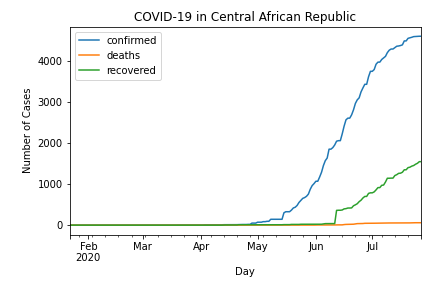 COVID-19 in Central African Republic
confirmed
deaths
recovered
Number of Cases
4000
3000
2000
1000
0
Feb Mar Apr May Jun Jul
2020
Day